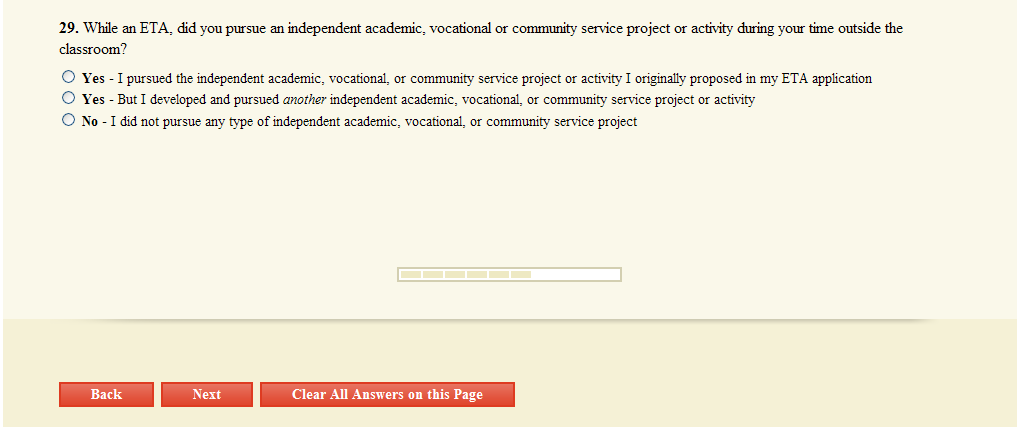 29. While an ETA, did you pursue an independent academic, vocational or community service project or activity during your time outside the
classroom?
Yes - I pursued the independent academic, vocational, or community service project or activity I originally proposed in my ETA application
Yes - But I developed and pursued another independent academic, vocational, or community service project or activity
No - I did not pursue any type of independent academic, vocational, or community service project
Back Next Clear All Answers on this Page